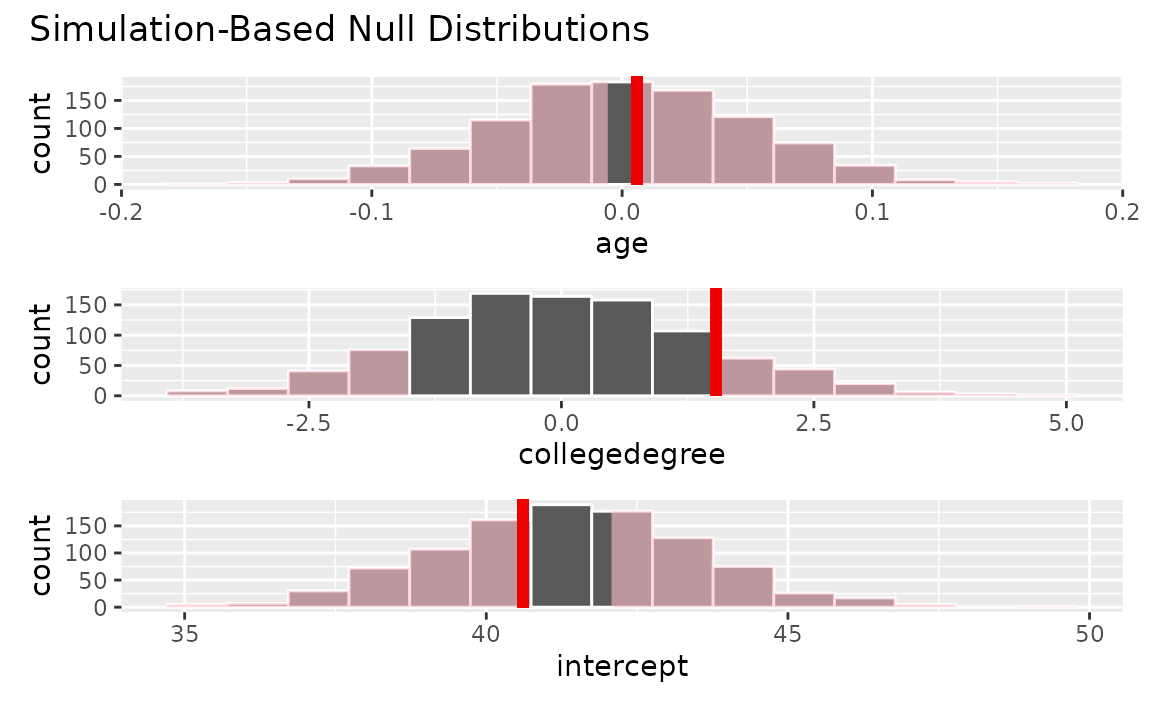 Simulation-Based Null Distributions
count
150
100
50
0
-0.2 -0.1 0.0 0.1 0.2
age
count
150
100
50
0
-2.5 0.0 2.5 5.0
collegedegree
count
150
100
50
0
35 40 45 50
intercept